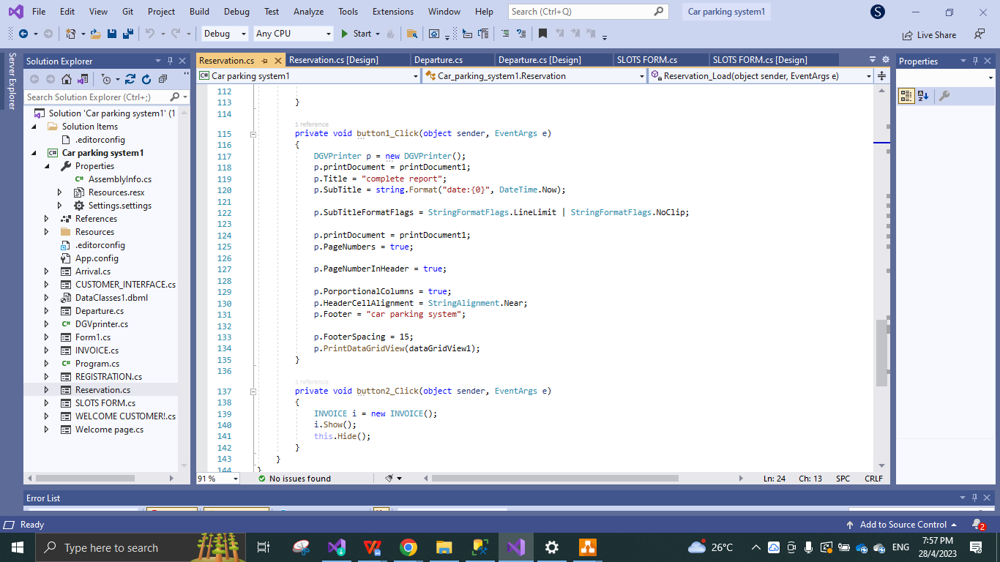 File Edit View Git Project Build Debug Test Analyze Tools Extensions Window Help Search (Ctrl+Q) Car parking system1 S
Debug Any CPU Start Live Share
Server Explorer
Solution Explorer
Search Solution Explorer (Ctrl+;)
Solution 'Car parking system1' (1
Solution Items
.editorconfig
Car parking system1
Properties
AssemblyInfo.cs
Resources.resx
Settings.settings
References
Resources
.editorconfig
App.config
Arrival.cs
CUSTOMER_INTERFACE.cs
DataClasses1.dbml
Departure.cs
DGVprinter.cs
Form1.cs
INVOICE.cs
Program.cs
REGISTRATION.cs
Reservation.cs
SLOTS FORM.cs
WELCOME CUSTOMER!.cs
Welcome page.cs
Reservation.cs Reservation.cs [Design] Departure.cs Departure.cs [Design] SLOTS FORM.cs SLOTS FORM.cs [Design]
Car parking system1 Car_parking_system1.Reservation Reservation_Load(object sender, EventArgs e)
112
113 }
114
1 reference
115 private void button1_Click(object sender, EventArgs e)
116 {
117 DGVPrinter p = new DGVPrinter();
118 p.printDocument = printDocument1;
119 p.Title = "complete report";
120 p.SubTitle = string.Format("date:{0}", DateTime.Now);
121
122 p.SubTitleFormatFlags = StringFormatFlags.LineLimit | StringFormatFlags.NoClip;
123
124 p.printDocument = printDocument1;
125 p.PageNumbers = true;
126
127 p.PageNumberInHeader = true;
128
129 p.PorportionalColumns = true;
130 p.HeaderCellAlignment = StringAlignment.Near;
131 p.Footer = "car parking system";
132
133 p.FooterSpacing = 15;
134 p.PrintDataGridView(dataGridView1);
135 }
136
1 reference
137 private void button2_Click(object sender, EventArgs e)
138 {
139 INVOICE i = new INVOICE();
140 i.Show();
141 this.Hide();
142 }
143 }
144 }
91 % No issues found Ln: 24 Ch: 13 SPC CRLF
Properties
Error List
Ready Add to Source Control 2
Type here to search 26°C ENG 7:57 PM
28/4/2023